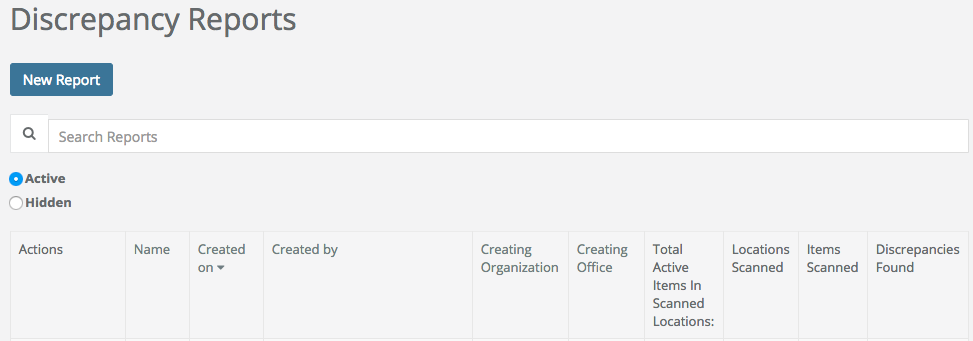 Discrepancy Reports
New Report
Search Reports
Active
Hidden
Actions
Name
Created
on
Created by
Creating
Organization
Creating
Office
Total
Active
Items In
Scanned
Locations:
Locations
Scanned
Items
Scanned
Discrepancies
Found